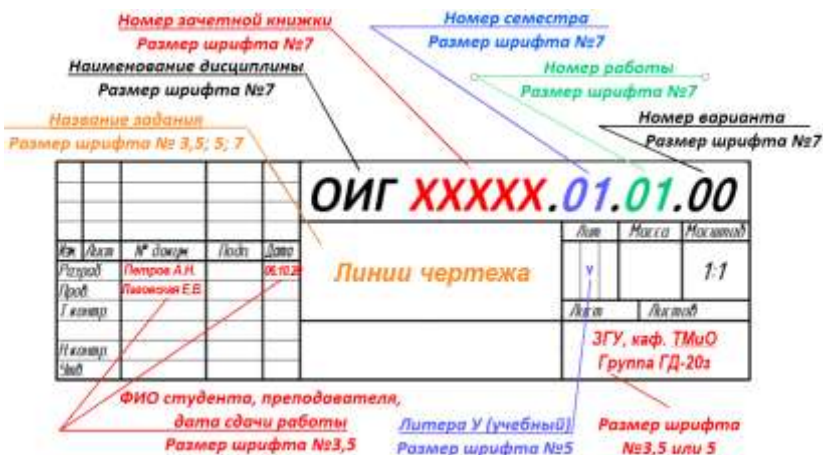 Номер зачетной книжки
Размер шрифта №7
Номер семестра
Размер шрифта №7
Наименование дисциплины
Размер шрифта №7
Номер работы
Размер шрифта №7
Название задания
Размер шрифта № 3,5; 5; 7
Номер варианта
Размер шрифта №7
ОИГ ХХХХХ.01.01.00
Лит Масса Масштаб
Изм Лист № докум Подп Дата
Разраб Петров А.Н.
Пров.
Линии чертежа
У 1:1
Т контр
Лист Листов
Н контр
Утв
ЗГУ, каф. ТМиО
Группа ГД-20з
ФИО студента, преподавателя,
дата сдачи работы
Размер шрифта №3,5
Литера У (учебный)
Размер шрифта №5
Размер шрифта
№3,5 или 5